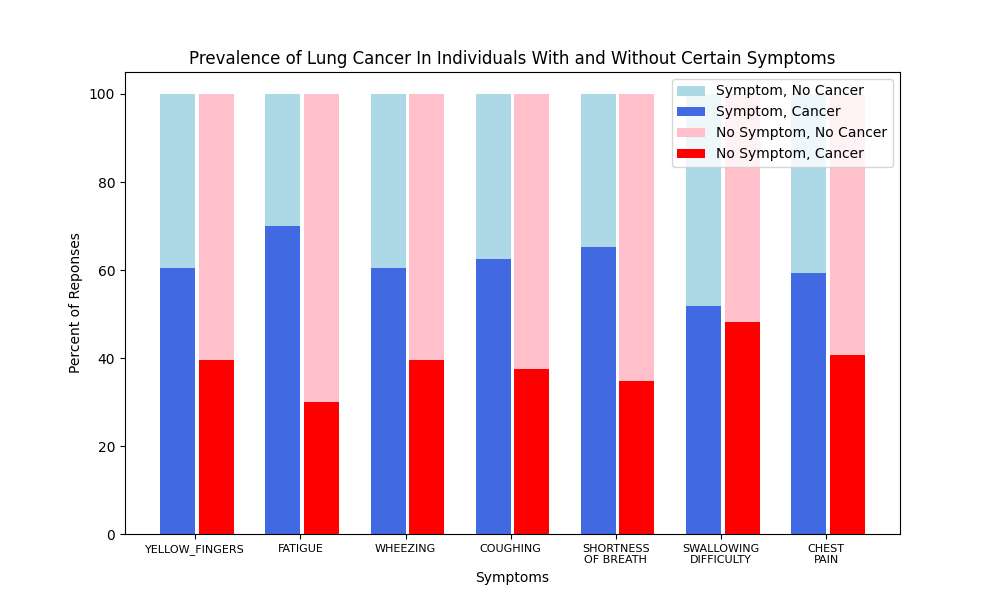 Prevalence of Lung Cancer In Individuals With and Without Certain Symptoms
Symptom, No Cancer
Symptom, Cancer
No Symptom, No Cancer
No Symptom, Cancer
Percent of Reponses
100
80
60
40
20
0
YELLOW_FINGERS
FATIGUE
WHEEZING
COUGHING
SHORTNESS
OF BREATH
SWALLOWING
DIFFICULTY
CHEST
PAIN
Symptoms